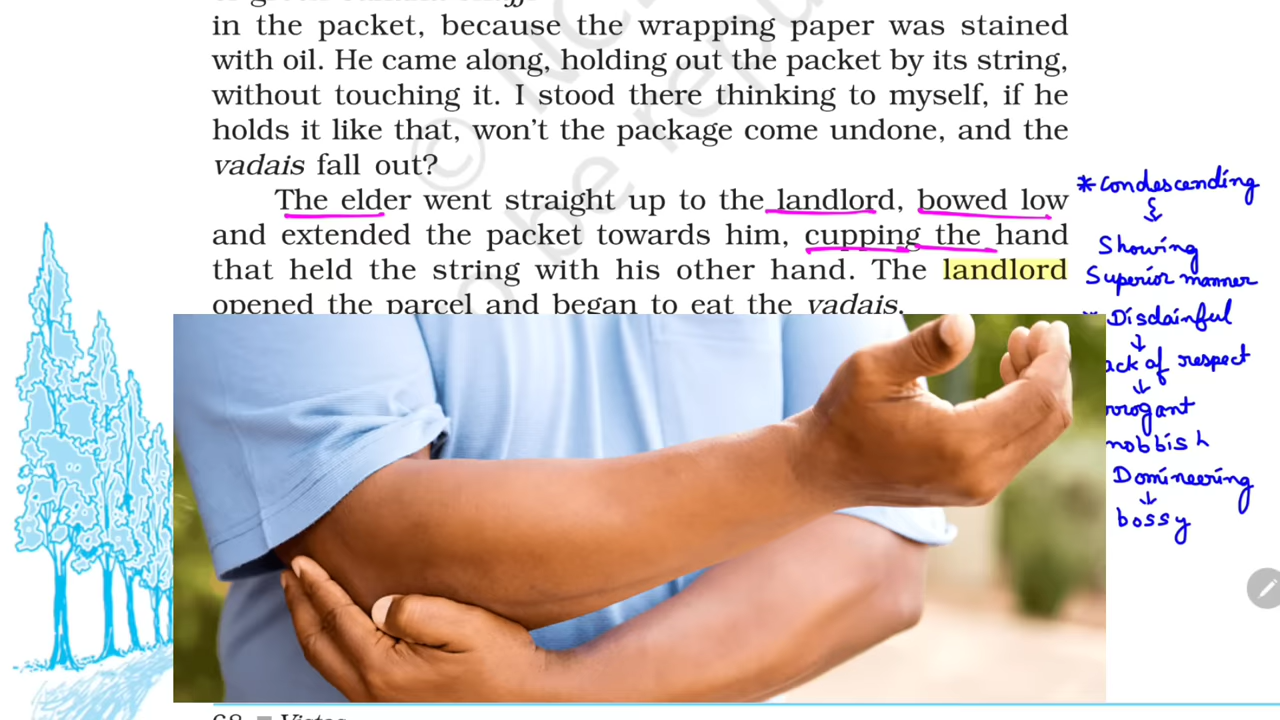 in the packet, because the wrapping paper was stained
with oil. He came along, holding out the packet by its string,
without touching it. I stood there thinking to myself, if he
holds it like that, won't the package come undone, and the
vadais fall out?
The elder went straight up to the landlord, bowed low
and extended the packet towards him, cupping the hand
that held the string with his other hand. The landlord
opened the parcel and began to eat the vadais.
* Condescending
Showing
Superior manner
Disdainful
ack of respect
rrogant
nobbish
Domineering
bossy